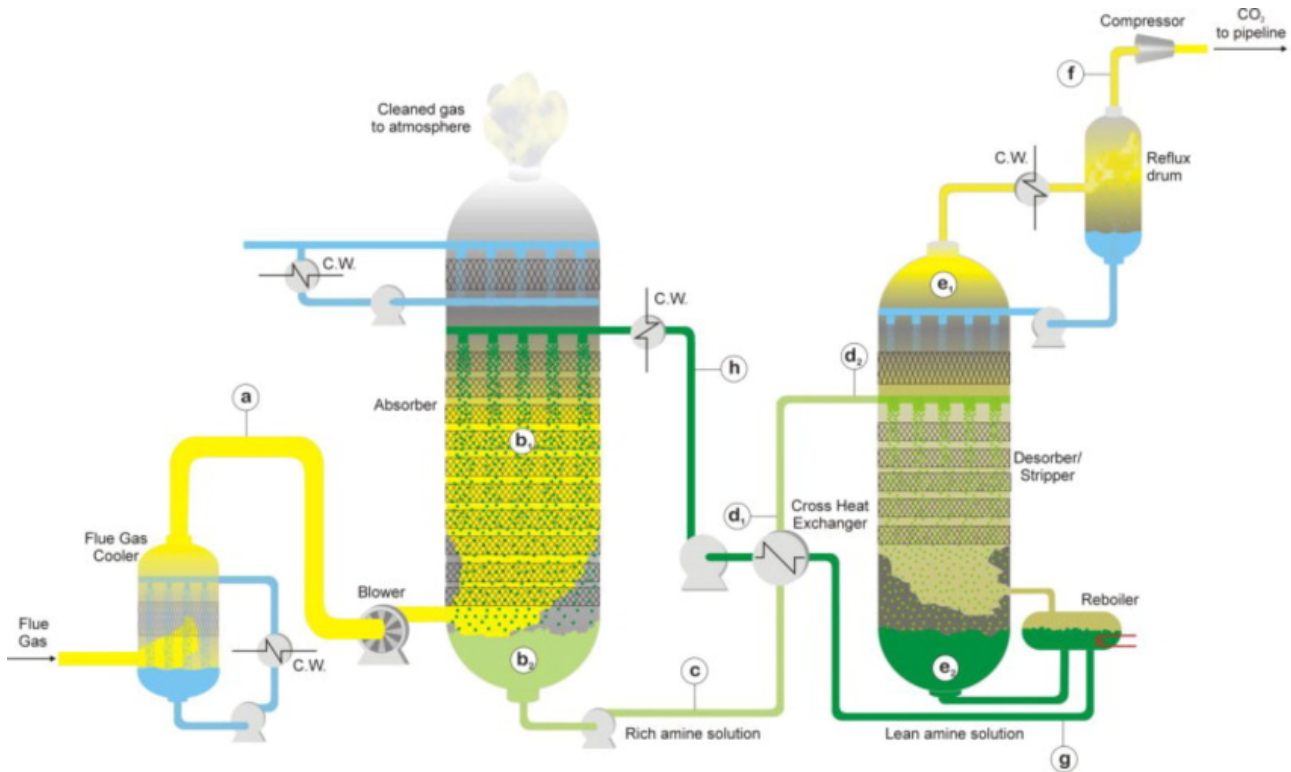 Compressor
CO2
to pipeline
f
Cleaned gas
to atmosphere
C.W.
Reflux
drum
C.W.
e1
C.W.
h
d2
a
Absorber
b1
Desorber/
Stripper
d1
Cross Heat
Exchanger
Flue Gas
Cooler
Blower
Reboiler
Flue
Gas
C.W.
b2
c
e2
Rich amine solution
Lean amine solution
g